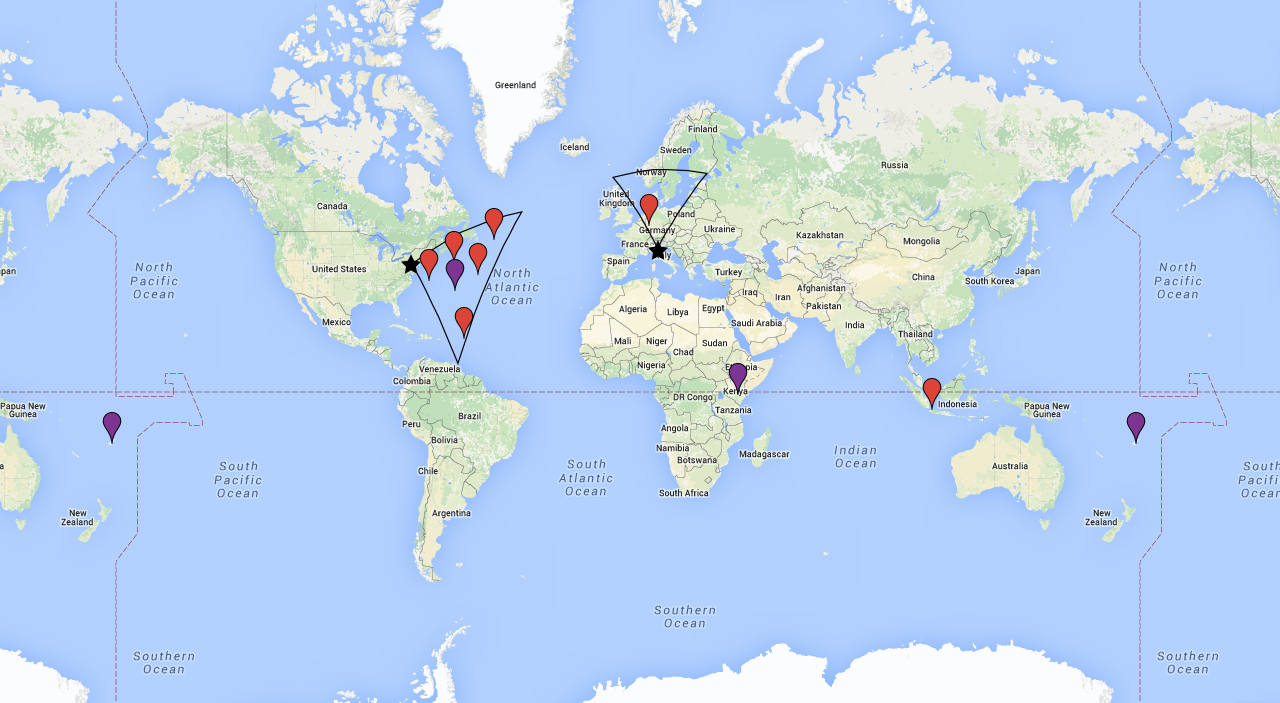 Greenland
Finland
Iceland
Sweden
Russia
Norway
United
Kingdom
Canada
Poland
Germany
Ukraine
Kazakhstan
France
Mongolia
Spain
United States
North
Pacific
Ocean
North
Atlantic
Ocean
Turkey
China
South Korea
Japan
pan
North
Pacific
Ocean
Iraq
Iran
Afghanistan
Pakistan
Algeria
Libya
Egypt
Mexico
Saudi Arabia
India
Thailand
Mali
Niger
Chad
Sudan
Nigeria
Venezuela
Colombia
Kenya
DR Congo
Indonesia
Papua New
Guinea
Papua New
Guinea
Tanzania
Brazil
Peru
Angola
Bolivia
Namibia
Botswana
Madagascar
Indian
Ocean
South
Pacific
Ocean
South
Atlantic
Ocean
Chile
Australia
a
South
Pacifi
Ocean
South Africa
Argentina
New
Zealand
New
Zealand
Southern
Ocean
Southern
Ocean
Southern
Ocean